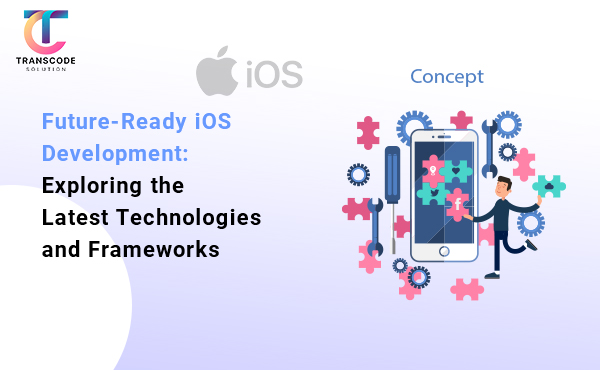 TRANSCODE
SOLUTION
iOS
Concept
Future-Ready iOS
Development:
Exploring the
Latest Technologies
and Frameworks
f